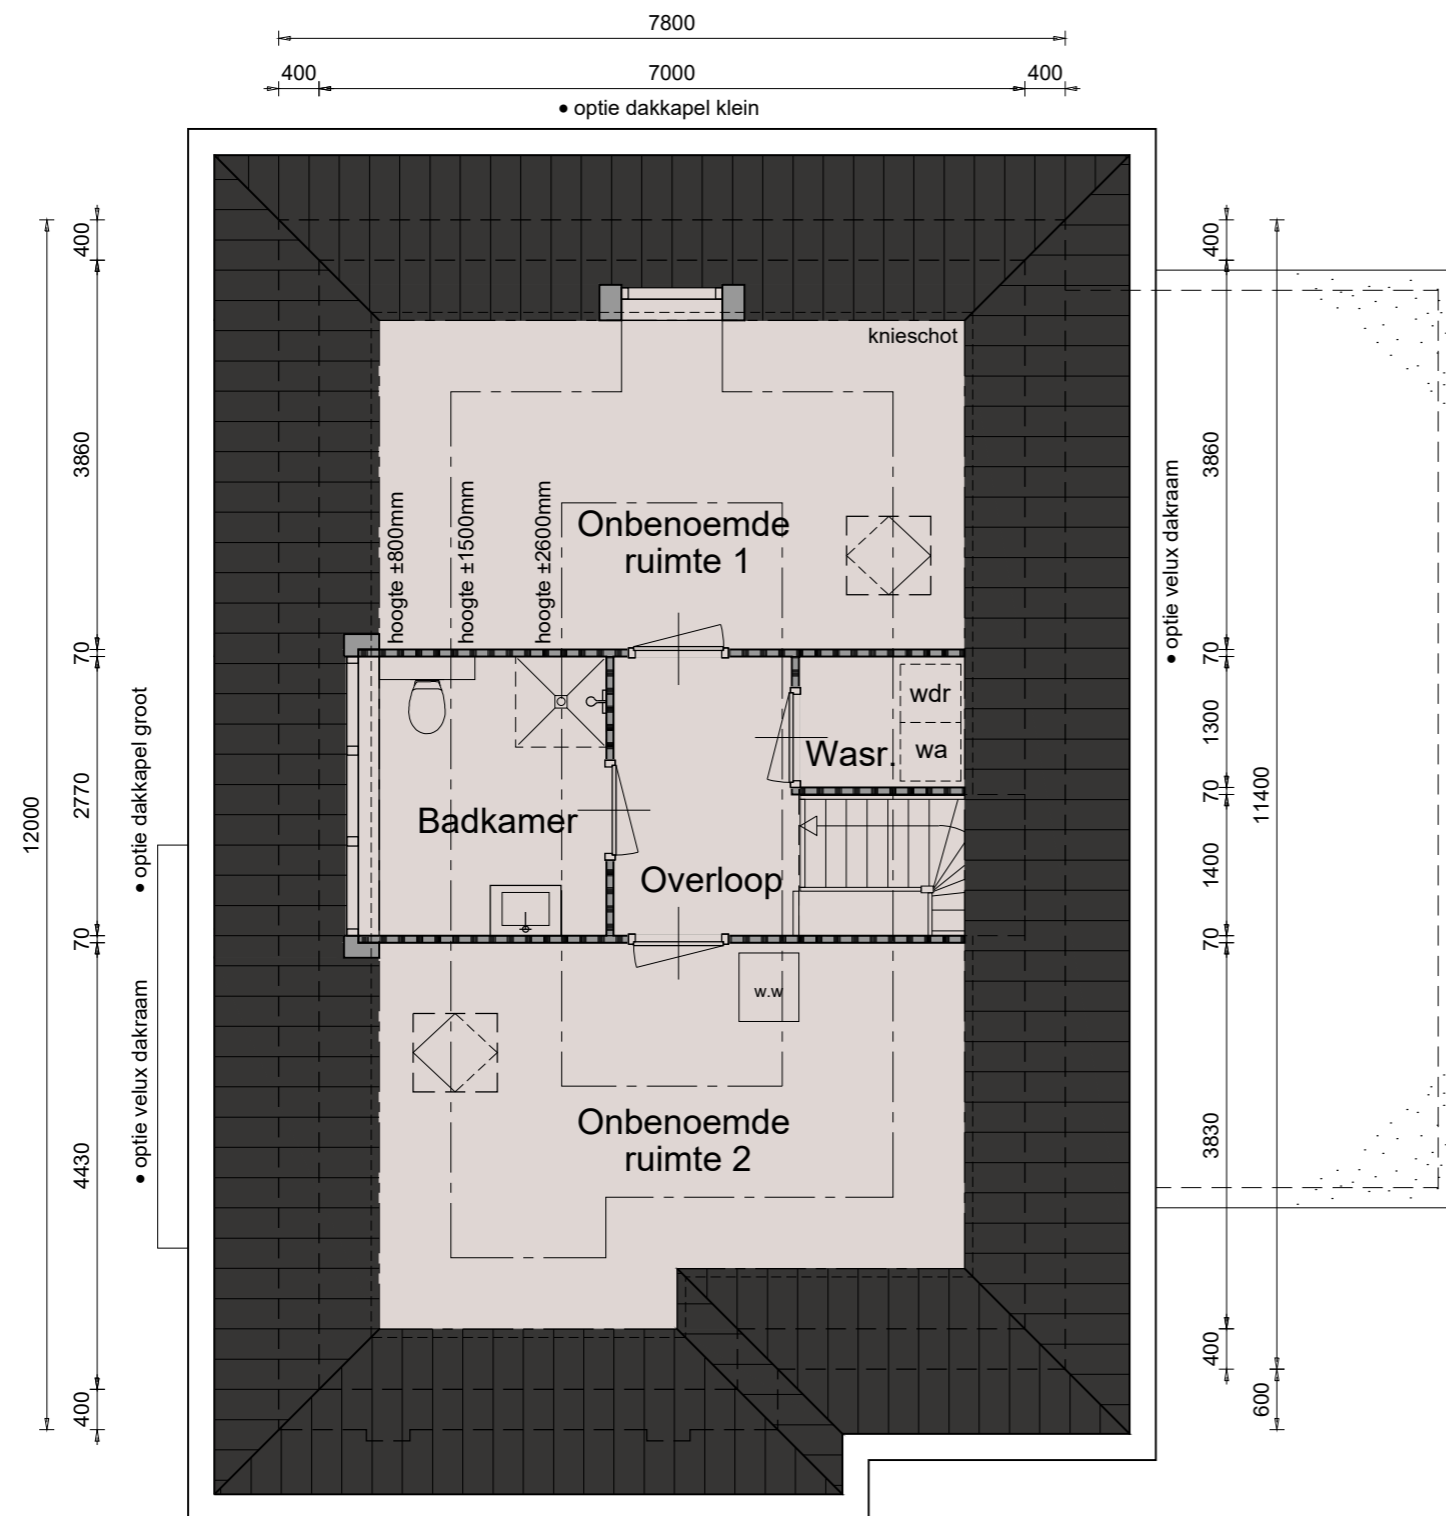 7800
400
7000
400
• optie dakkapel klein
400
3860
70
2770
70
4430
400
12000
• optie dakkapel groot
• optie velux dakraam
knieschot
hoogte ±800mm
hoogte ±1500mm
hoogte ±2600mm
Onbenoemde
ruimte 1
wdr
wa
Wasr.
Badkamer
Overloop
w.w
Onbenoemde
ruimte 2
• optie velux dakraam
400
3860
70
1300
70
1400
70
3830
400
11400
600